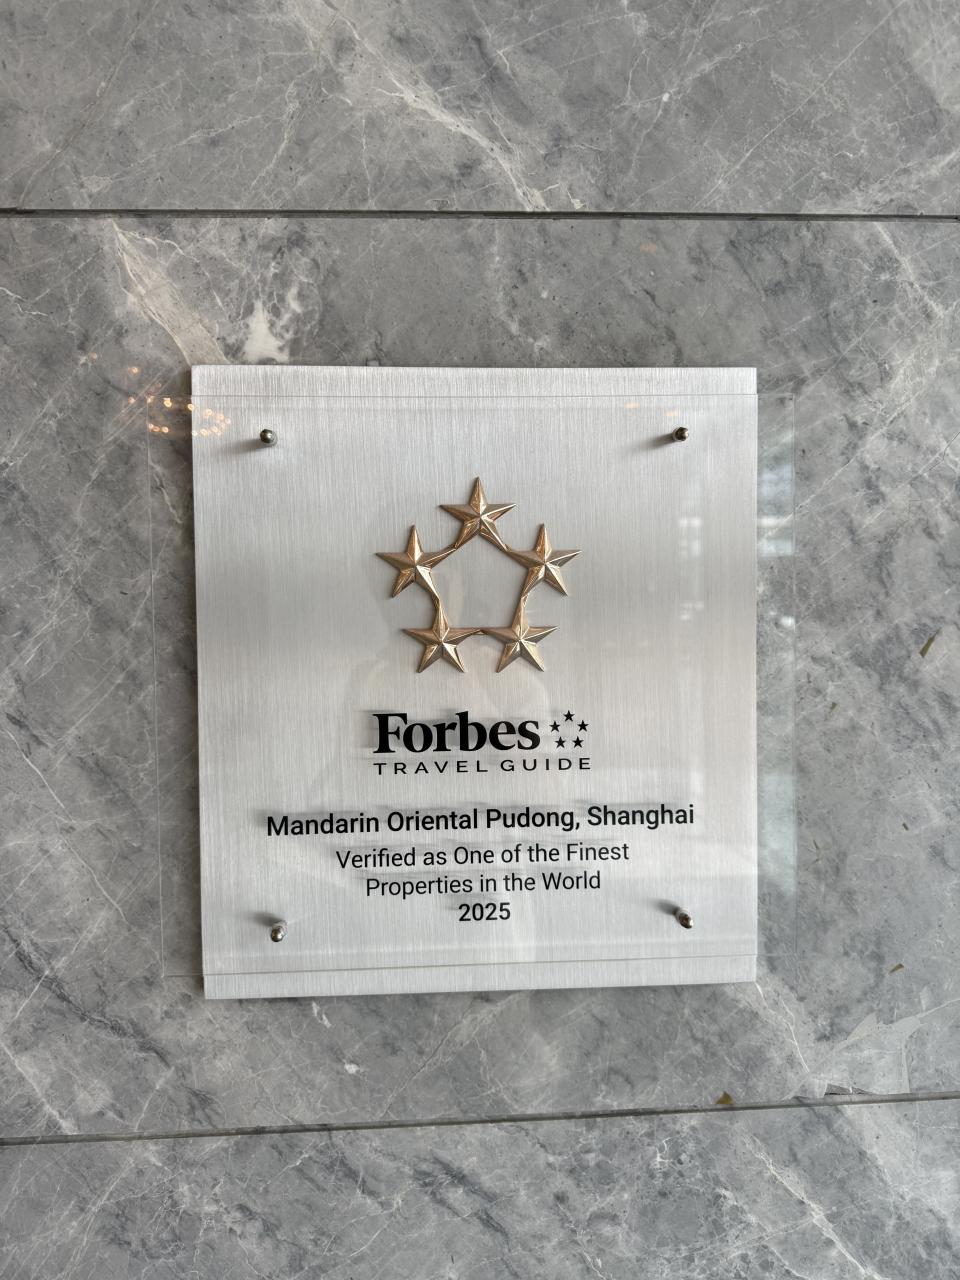 Forbes
TRAVEL GUIDE
Mandarin Oriental Pudong, Shanghai
Verified as One of the Finest
Properties in the World
2025